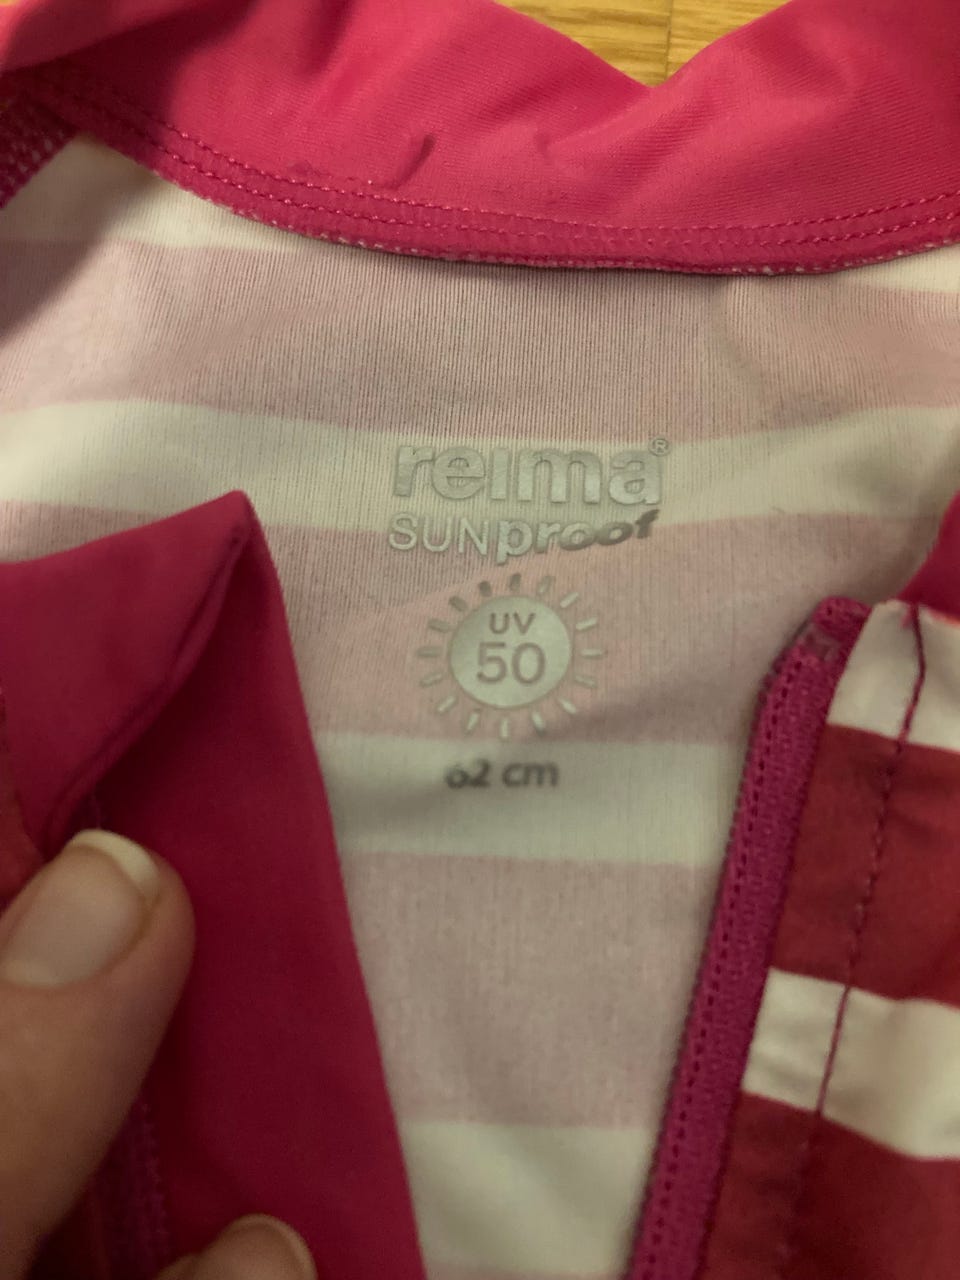 reima®
SUNproof
UV
50
62 cm